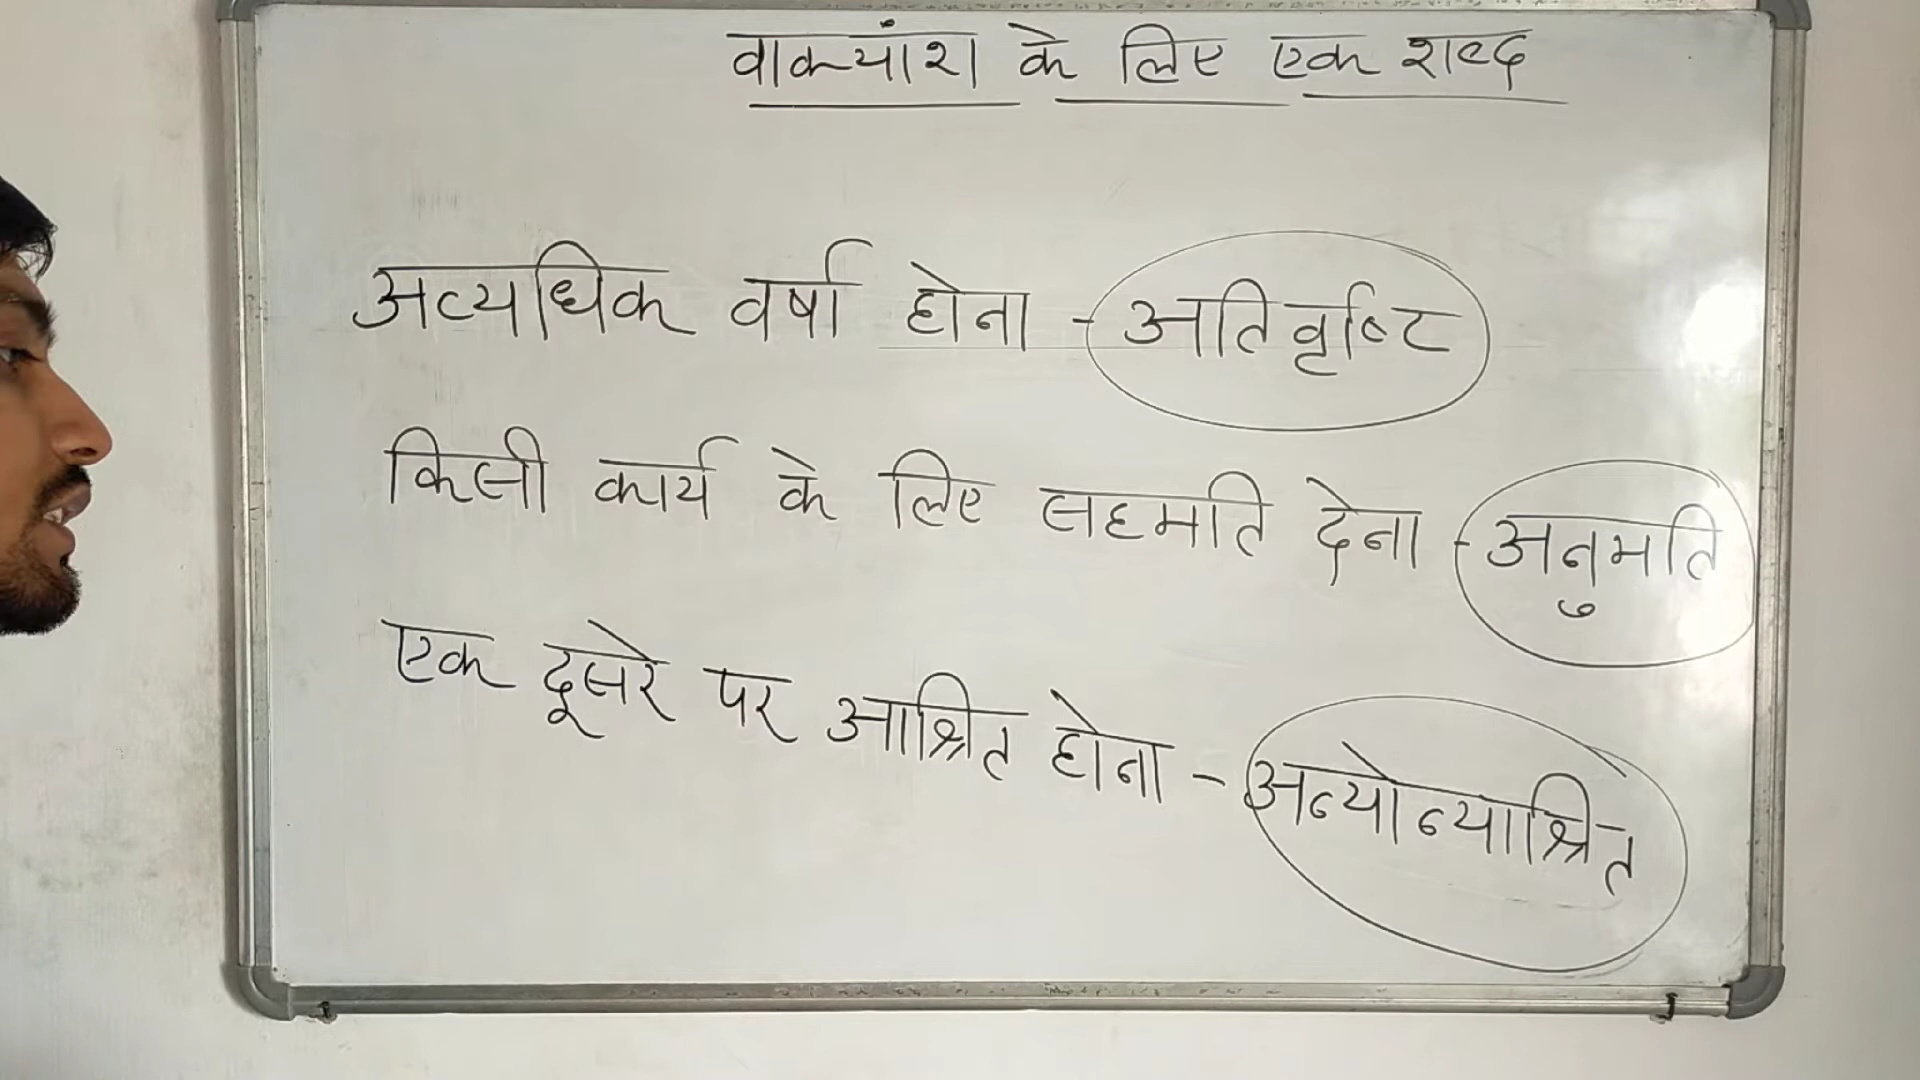 वाक्यांश के लिए एक शब्द
अत्यधिक वर्षा होना - अतिवृष्टि
किसी कार्य के लिए सहमति देना - अनुमति
एक दूसरे पर आश्रित होना - अन्योन्याश्रित